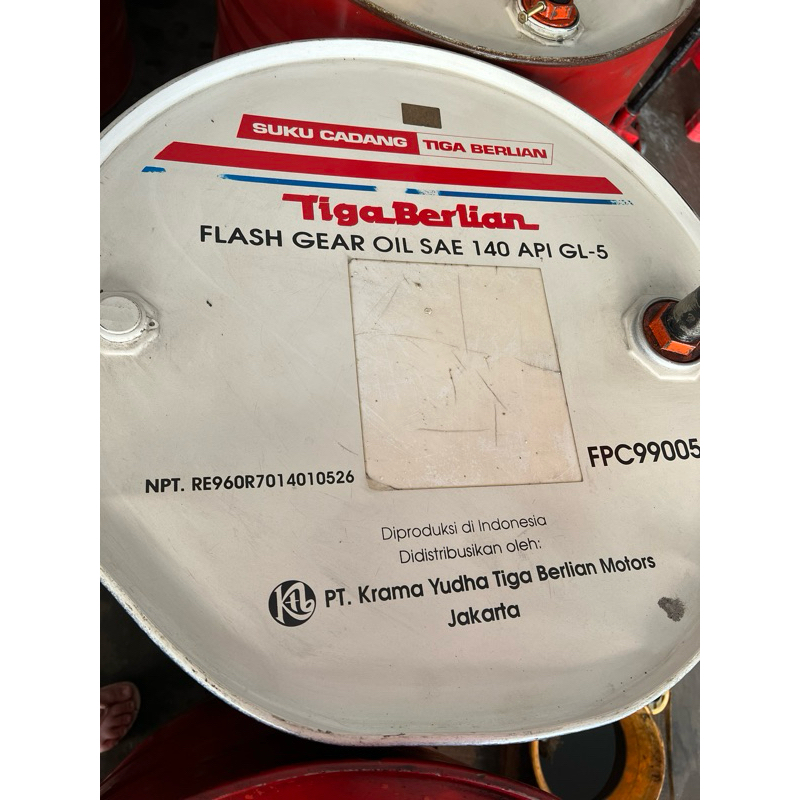 SUKU CADANG TIGA BERLIAN
Tiga Berlian
FLASH GEAR OIL SAE 140 API GL-5
FPC99005
NPT. RE960R7014010526
Diproduksi di Indonesia
Didistribusikan oleh:
ktb PT. Krama Yudha Tiga Berlian Motors
Jakarta